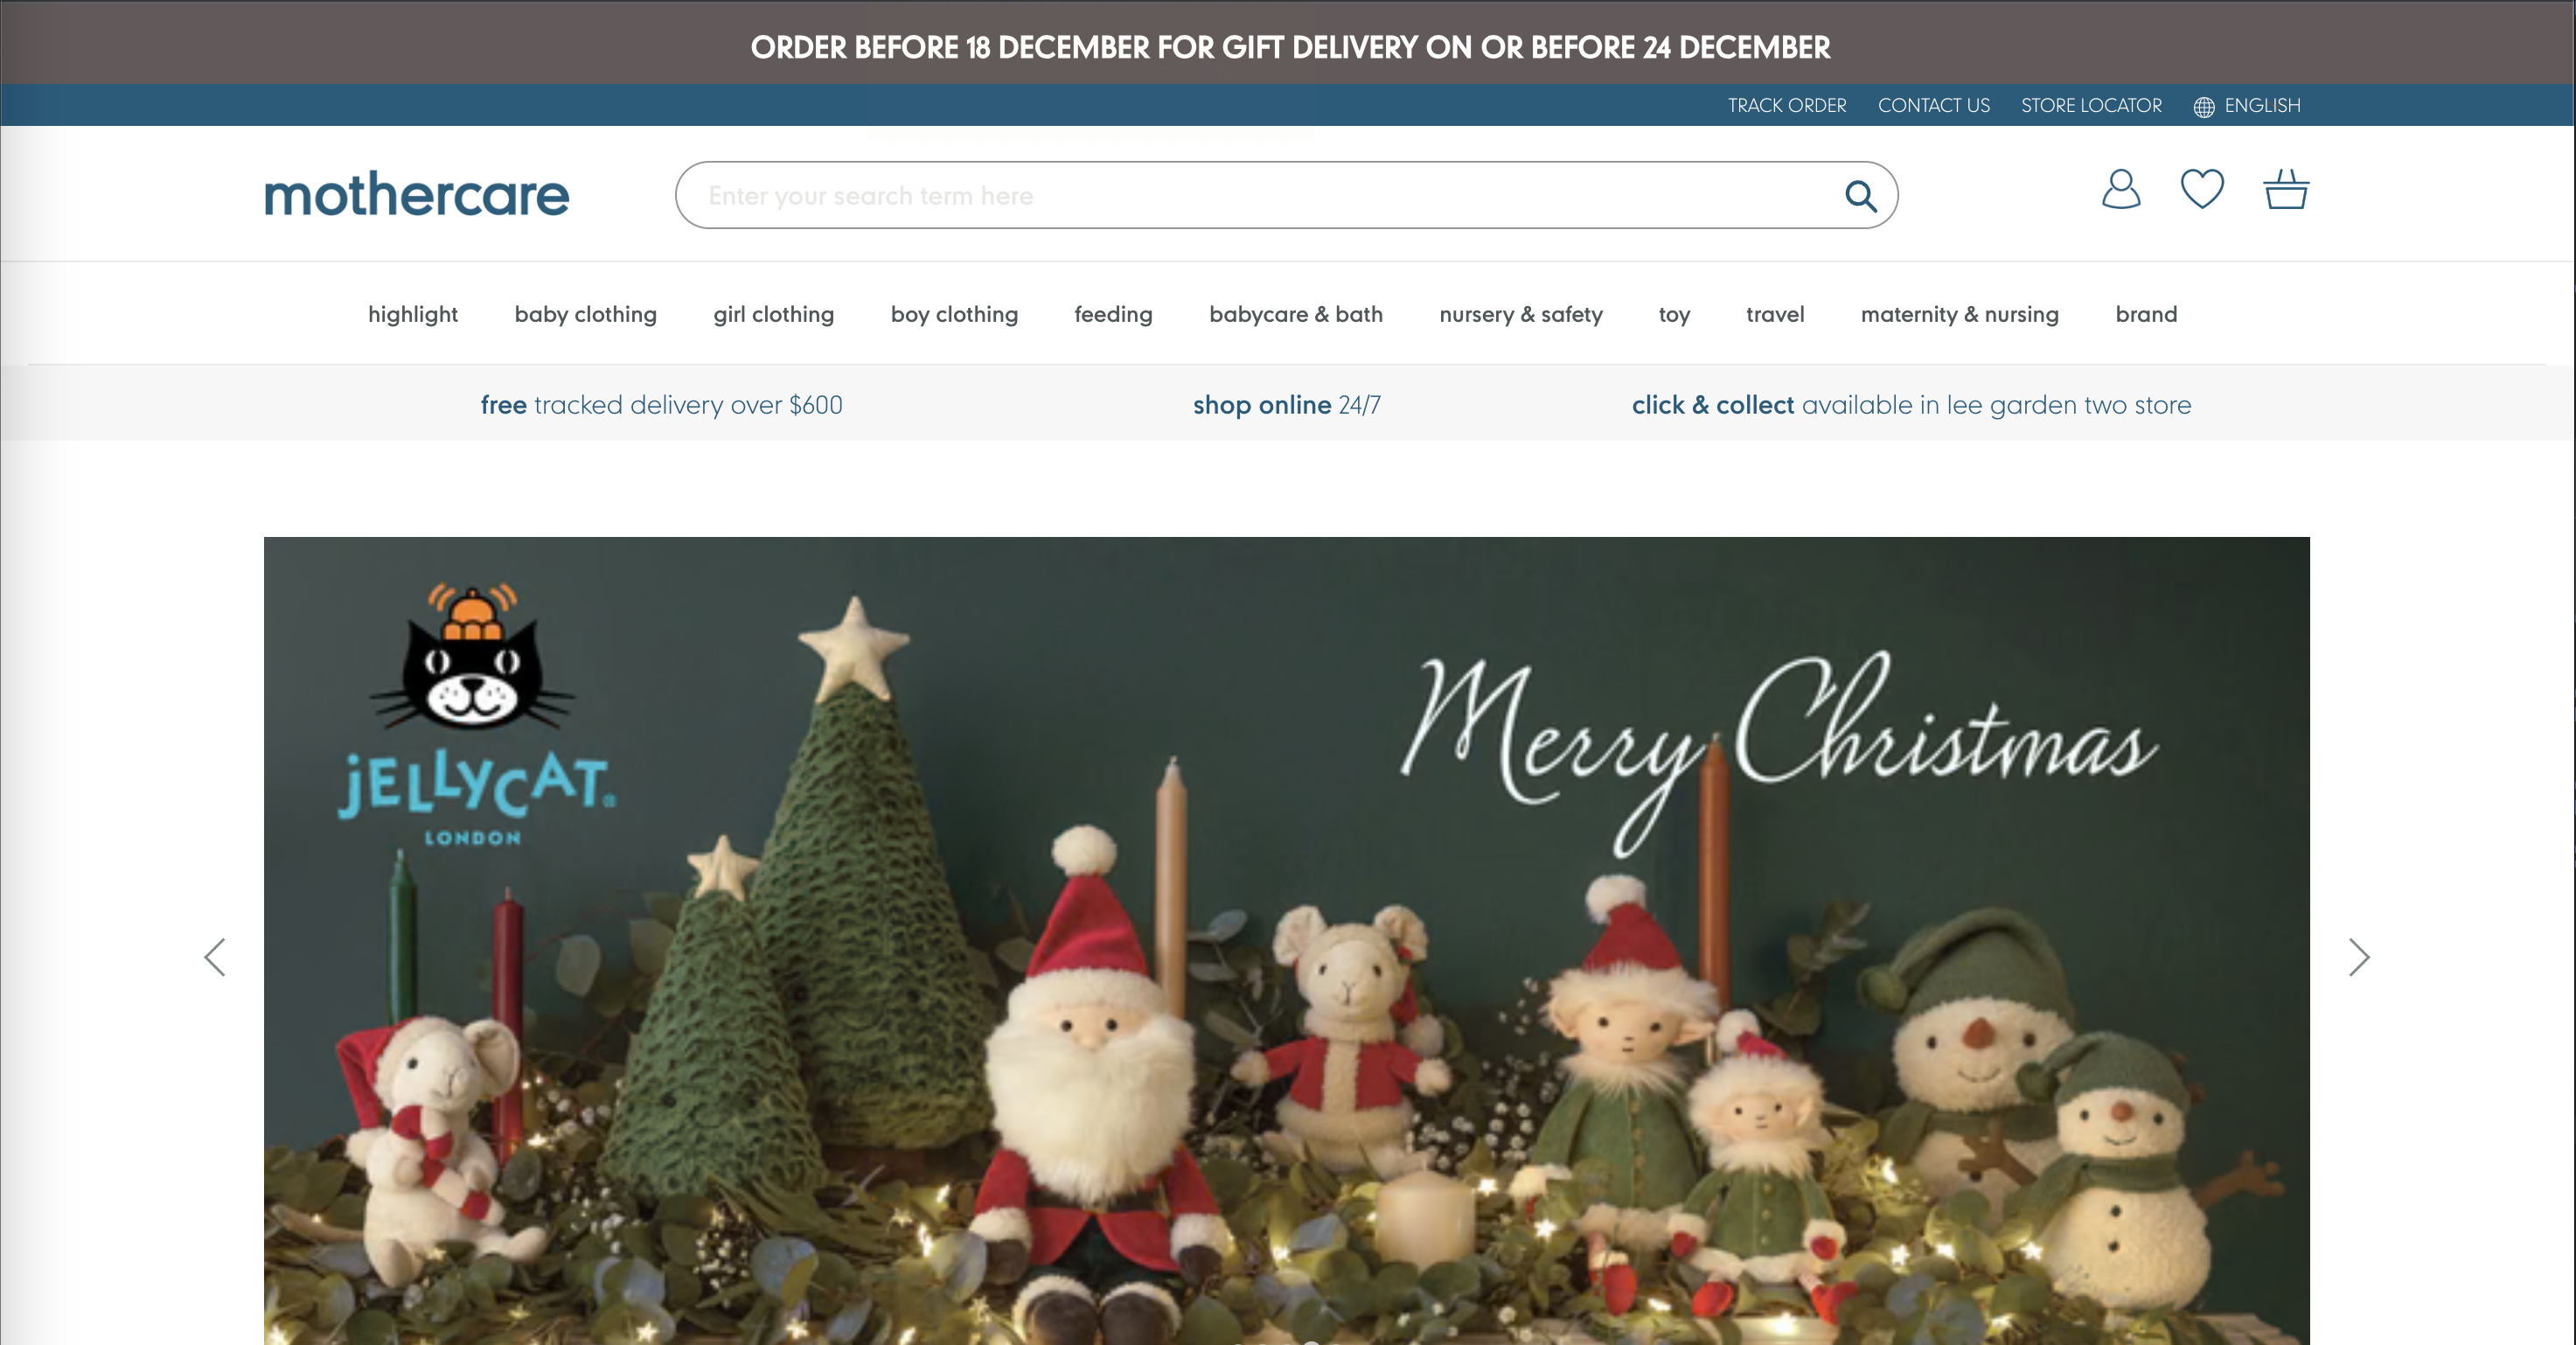 ORDER BEFORE 18 DECEMBER FOR GIFT DELIVERY ON OR BEFORE 24 DECEMBER
TRACK ORDER CONTACT US STORE LOCATOR ENGLISH
mothercare Enter your search term here
highlight baby clothing girl clothing boy clothing feeding babycare & bath nursery & safety toy travel maternity & nursing brand
free tracked delivery over $600 shop online 24/7 click & collect available in lee garden two store
jELLYCAT®
LONDON
Merry Christmas